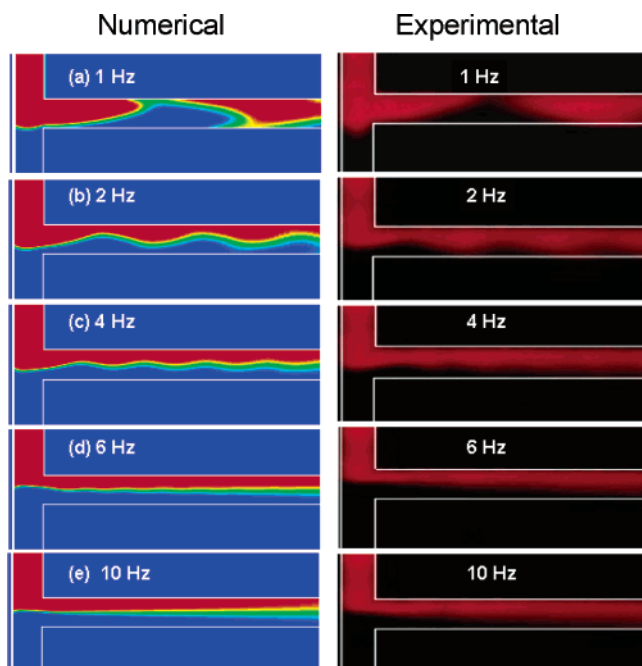 Numerical Experimental
(a) 1 Hz 1 Hz
(b) 2 Hz 2 Hz
(c) 4 Hz 4 Hz
(d) 6 Hz 6 Hz
(e) 10 Hz 10 Hz